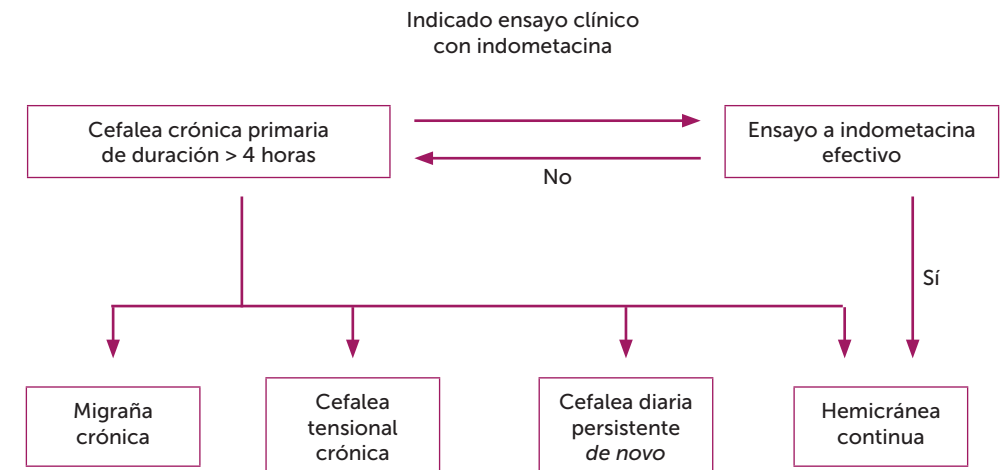 Indicado ensayo clínico
con indometacina
Cefalea crónica primaria
de duración > 4 horas
Ensayo a indometacina
efectivo
No
Sí
Migraña
crónica
Cefalea
tensional
crónica
Cefalea diaria
persistente
de novo
Hemicránea
continua